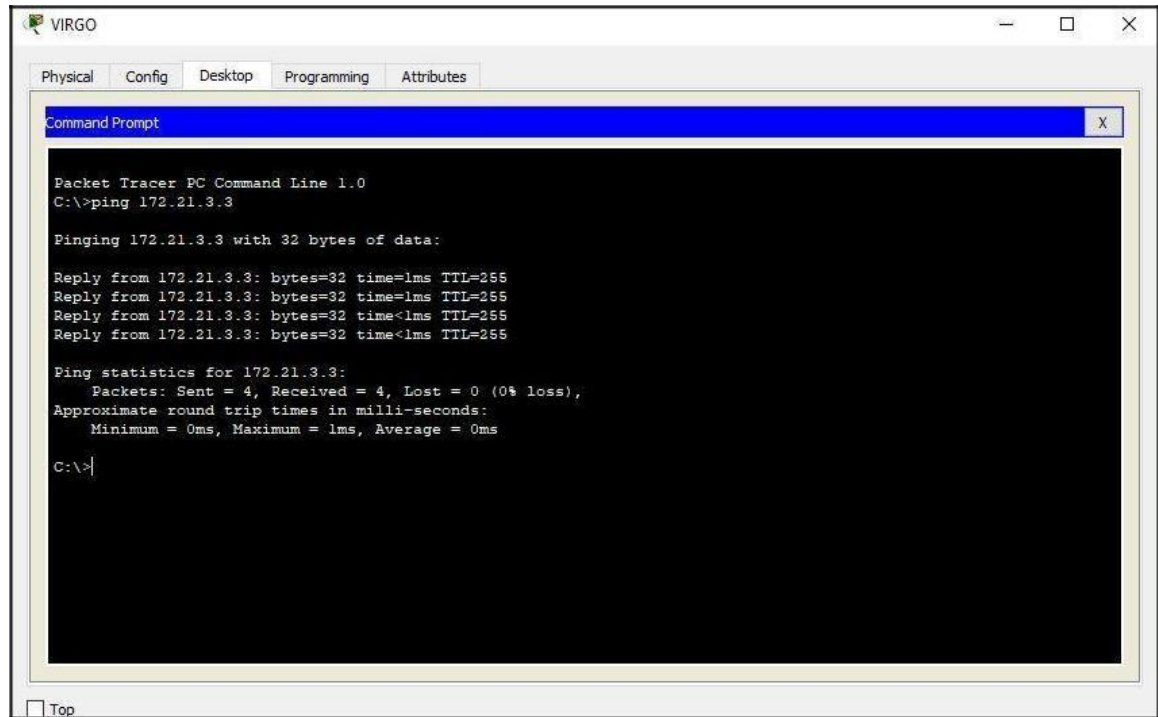 VIRGO
Physical Config Desktop Programming Attributes
Command Prompt
X
Packet Tracer PC Command Line 1.0
C:\>ping 172.21.3.3
Pinging 172.21.3.3 with 32 bytes of data:
Reply from 172.21.3.3: bytes=32 time=1ms TTL=255
Reply from 172.21.3.3: bytes=32 time=1ms TTL=255
Reply from 172.21.3.3: bytes=32 time<1ms TTL=255
Reply from 172.21.3.3: bytes=32 time<1ms TTL=255
Ping statistics for 172.21.3.3:
Packets: Sent = 4, Received = 4, Lost = 0 (0% loss),
Approximate round trip times in milli-seconds:
Minimum = 0ms, Maximum = 1ms, Average = 0ms
C:\>
Top